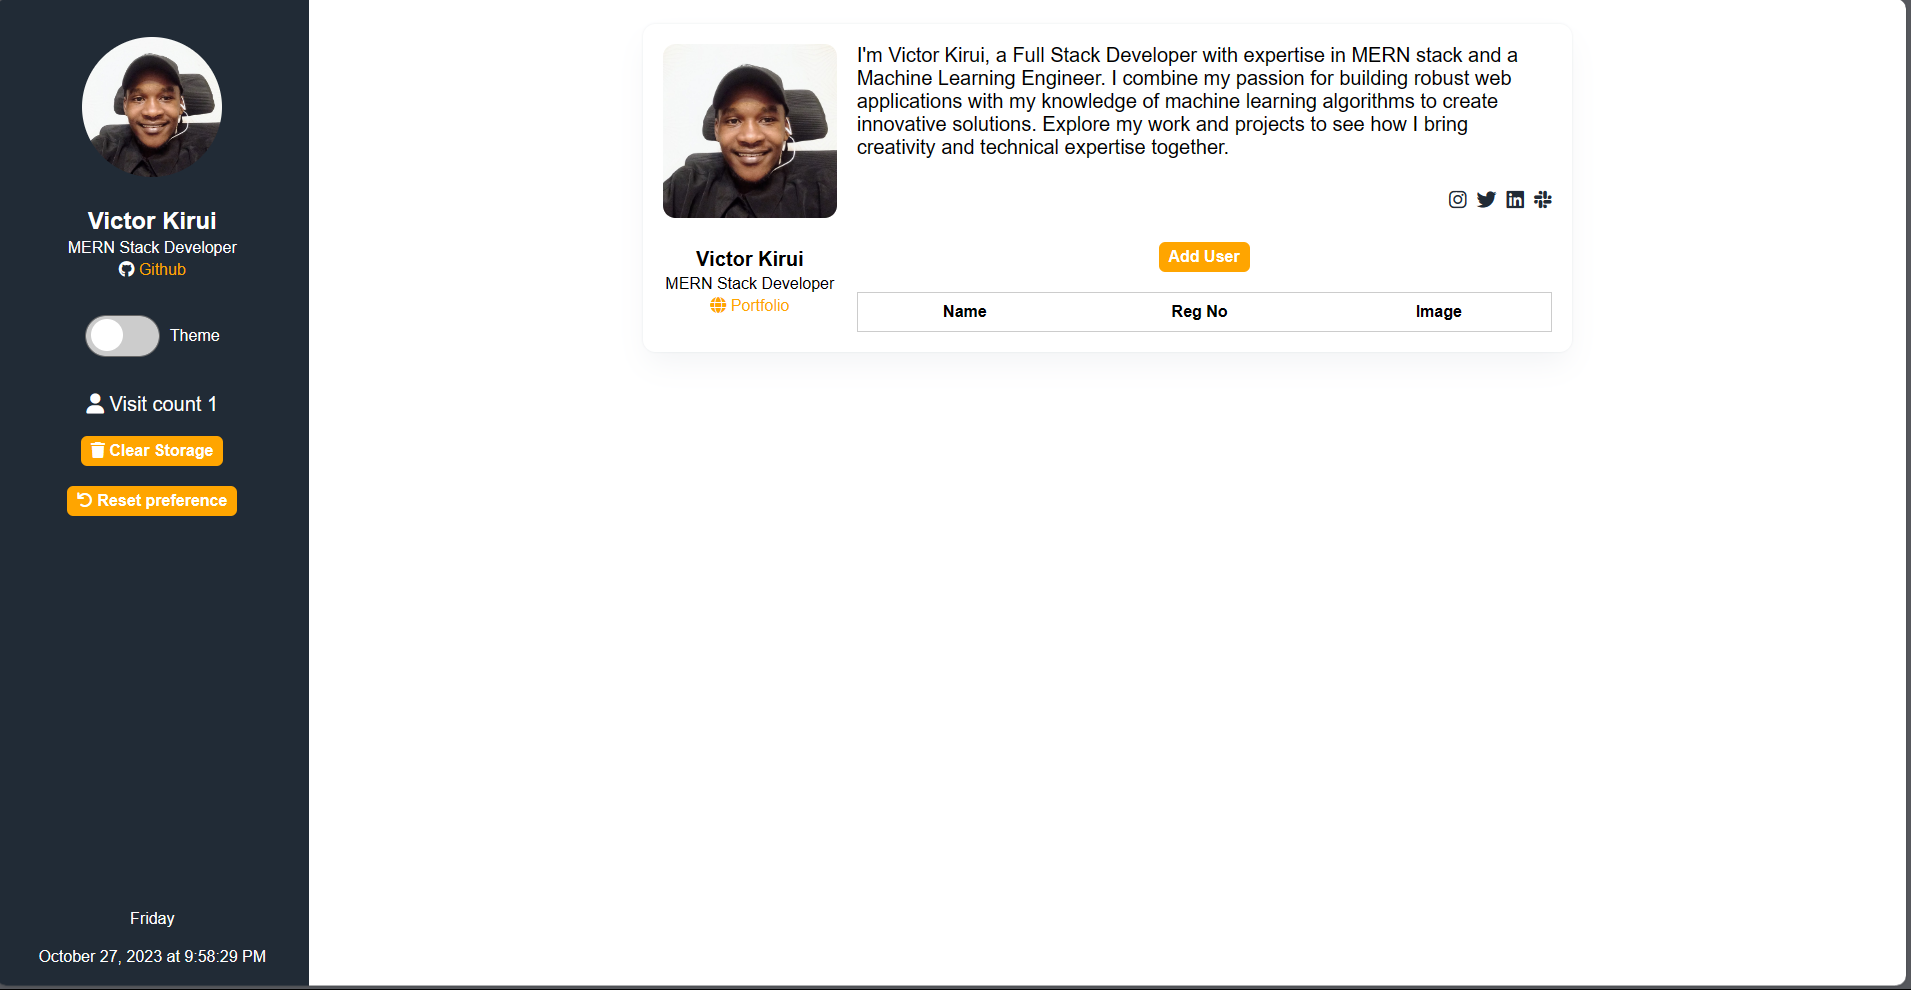 Victor Kirui
MERN Stack Developer
Github
Theme
Visit count 1
Clear Storage
Reset preference
Friday
October 27, 2023 at 9:58:29 PM
I'm Victor Kirui, a Full Stack Developer with expertise in MERN stack and a
Machine Learning Engineer. I combine my passion for building robust web
applications with my knowledge of machine learning algorithms to create
innovative solutions. Explore my work and projects to see how I bring
creativity and technical expertise together.
Victor Kirui
MERN Stack Developer
Portfolio
Add User
Name Reg No Image